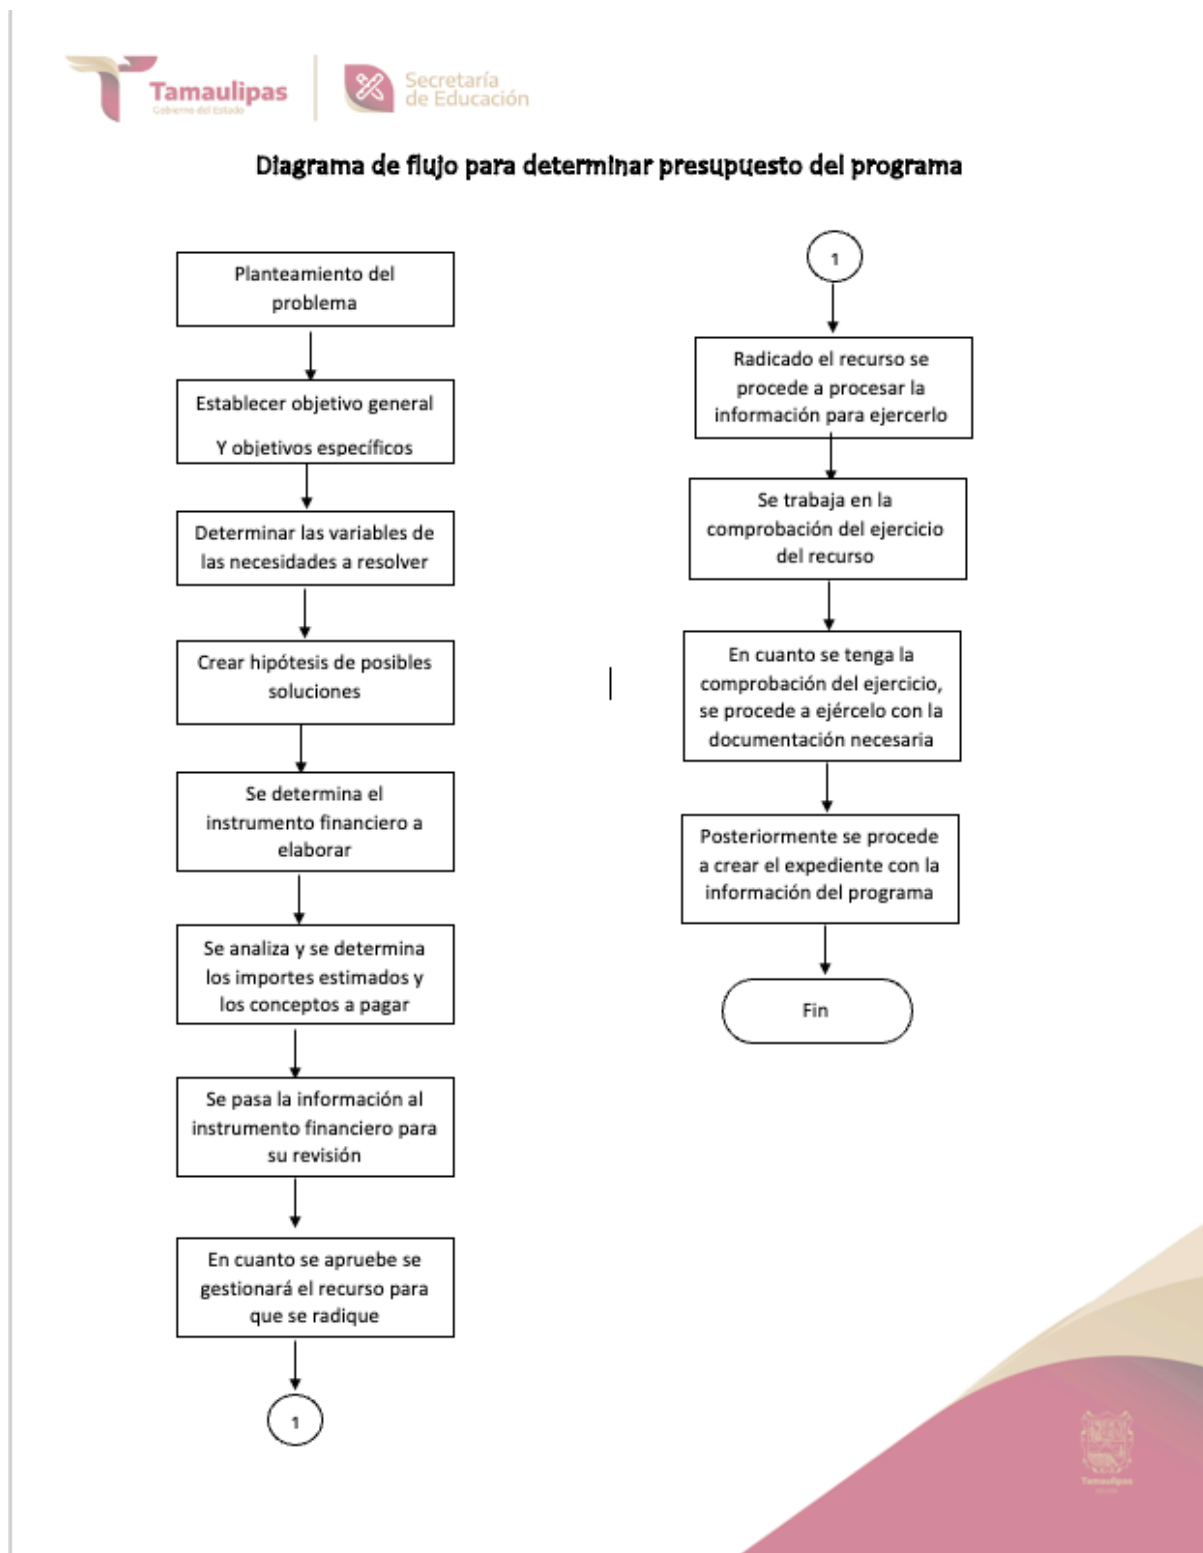 Tamaulipas
Gobierno del Estado
Secretaría
de Educación
Diagrama de flujo para determinar presupuesto del programa
Planteamiento del
problema
Establecer objetivo general
Y objetivos específicos
Determinar las variables de
las necesidades a resolver
Crear hipótesis de posibles
soluciones
Se determina el
instrumento financiero a
elaborar
Se analiza y se determina
los importes estimados y
los conceptos a pagar
Se pasa la información al
instrumento financiero para
su revisión
En cuanto se apruebe se
gestionará el recurso para
que se radique
1
1
Radicado el recurso se
procede a procesar la
información para ejercerlo
Se trabaja en la
comprobación del ejercicio
del recurso
En cuanto se tenga la
comprobación del ejercicio,
se procede a ejércelo con la
documentación necesaria
Posteriormente se procede
a crear el expediente con la
información del programa
Fin
Tamaulipas